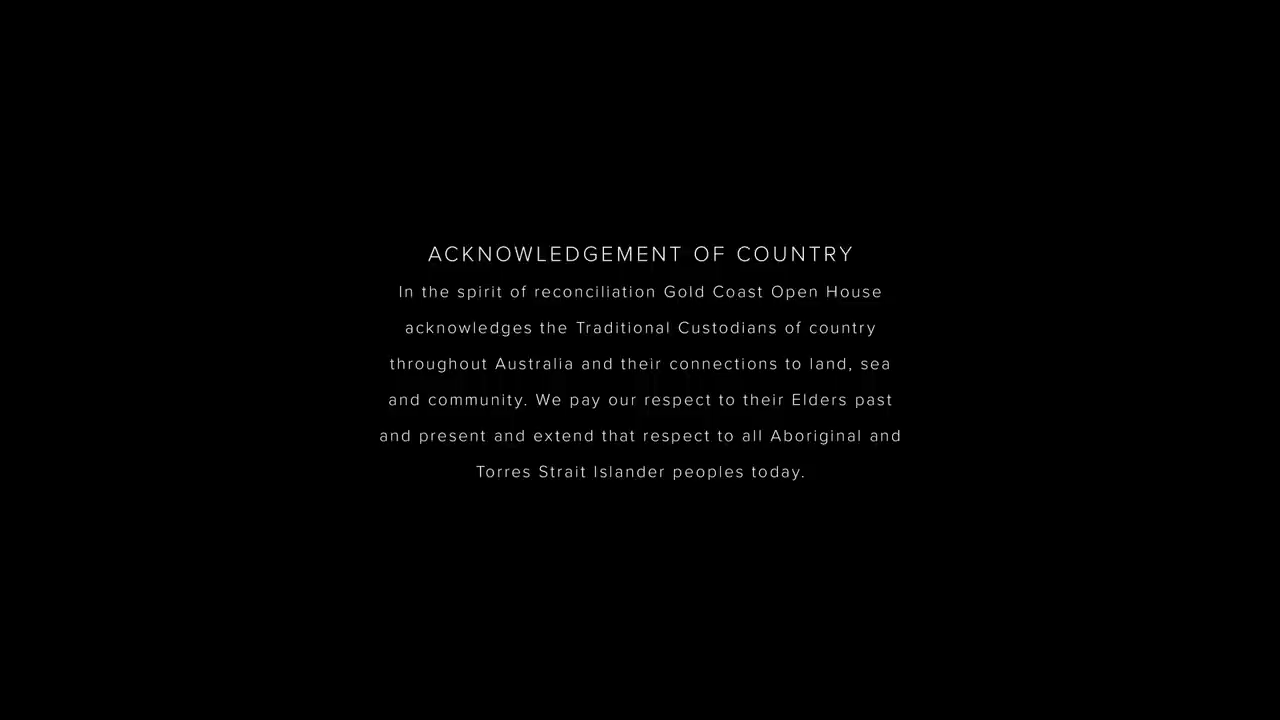 ACKNOWLEDGEMENT OF COUNTRY
In the spirit of reconciliation Gold Coast Open House
acknowledges the Traditional Custodians of country
throughout Australia and their connections to land, sea
and community. We pay our respect to their Elders past
and present and extend that respect to all Aboriginal and
Torres Strait Islander peoples today.